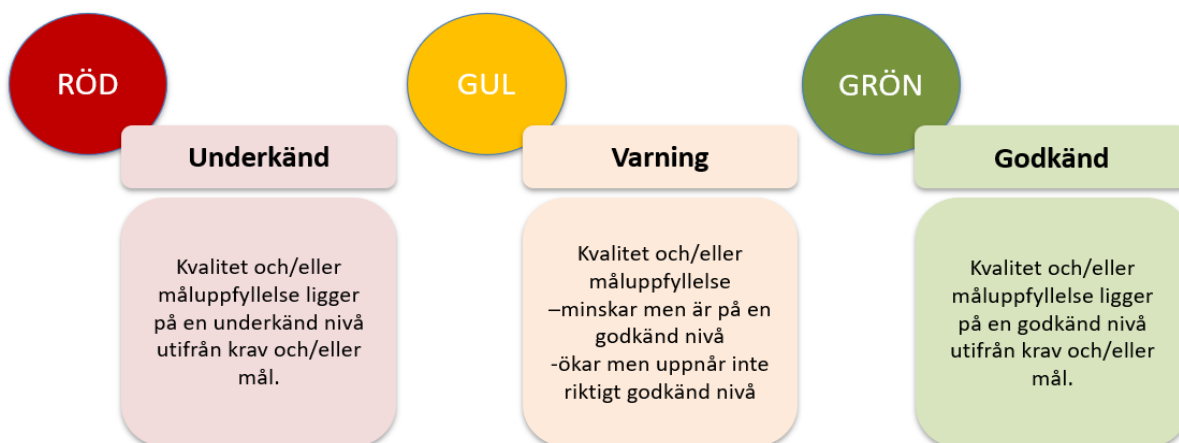 RÖD
Underkänd
Kvalitet och/eller
måluppfyllelse ligger
på en underkänd nivå
utifrån krav och/eller
mål.
GUL
Varning
Kvalitet och/eller
måluppfyllelse
–minskar men är på en
godkänd nivå
-ökar men uppnår inte
riktigt godkänd nivå
GRÖN
Godkänd
Kvalitet och/eller
måluppfyllelse ligger
på en godkänd nivå
utifrån krav och/eller
mål.